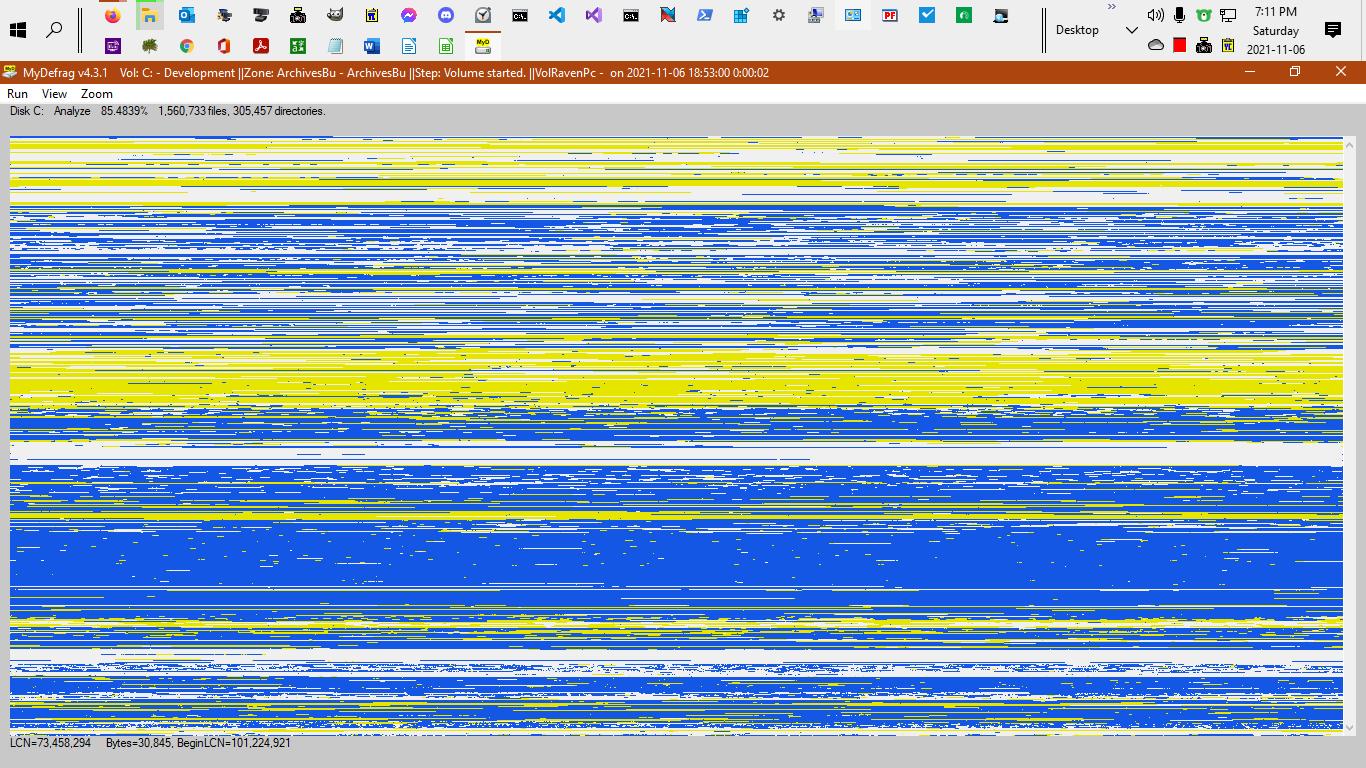 Desktop
7:11 PM
Saturday
2021-11-06
MyD
MyDefrag v4.3.1 Vol: C: - Development ||Zone: ArchivesBu - ArchivesBu ||Step: Volume started. ||VolRavenPc - on 2021-11-06 18:53:00 0:00:02
Run View Zoom
Disk C: Analyze 85.4839% 1,560,733 files, 305,457 directories.
LCN=73,458,294 Bytes=30,845, BeginLCN=101,224,921